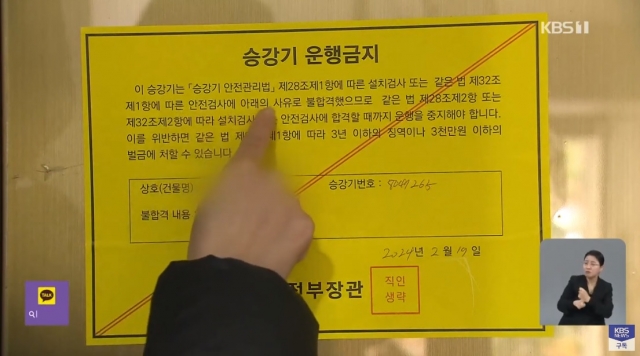 KBS 1
승강기 운행금지
이 승강기는 「승강기 안전관리법」 제28조제1항에 따른 설치검사 또는 같은 법 제32조
제1항에 따른 안전검사에 아래의 사유로 불합격했으므로 같은 법 제28조제2항 또는
제32조제2항에 따라 설치검사 안전검사에 합격할 때까지 운행을 중지해야 합니다.
이를 위반하면 같은 법 제1항에 따라 3년 이하의 징역이나 3천만원 이하의
벌금에 처할 수 있습니다
상호(건물명) 승강기번호 :
불합격 내용
2024년 2월 19일
정부장관
직인
생략
TALK
KBS
NEWS
구독